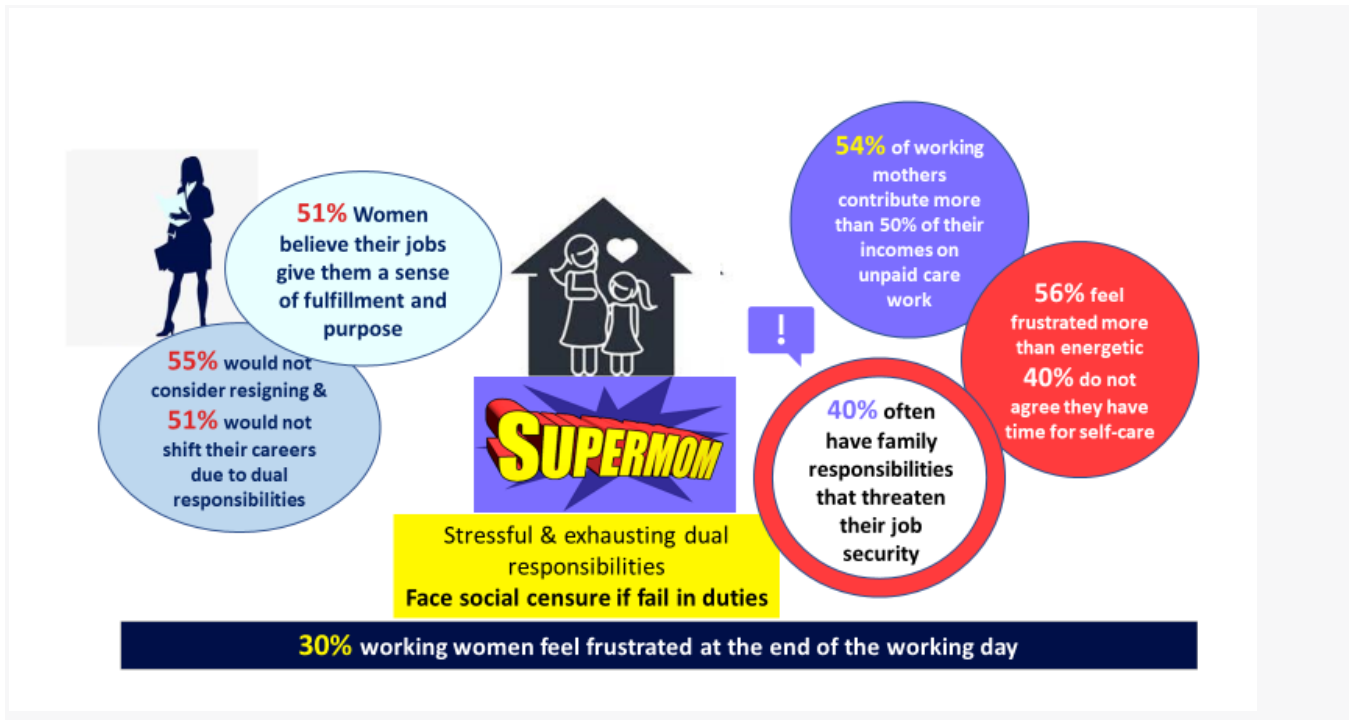 51% Women
believe their jobs
give them a sense
of fulfillment and
purpose
55% would not
consider resigning &
51% would not
shift their careers
due to dual
responsibilities
SUPERMOM
Stressful & exhausting dual
responsibilities
Face social censure if fail in duties
54% of working
mothers
contribute more
than 50% of their
incomes on
unpaid care
work
!
56% feel
frustrated more
than energetic
40% do not
agree they have
time for self-care
40% often
have family
responsibilities
that threaten
their job
security
30% working women feel frustrated at the end of the working day